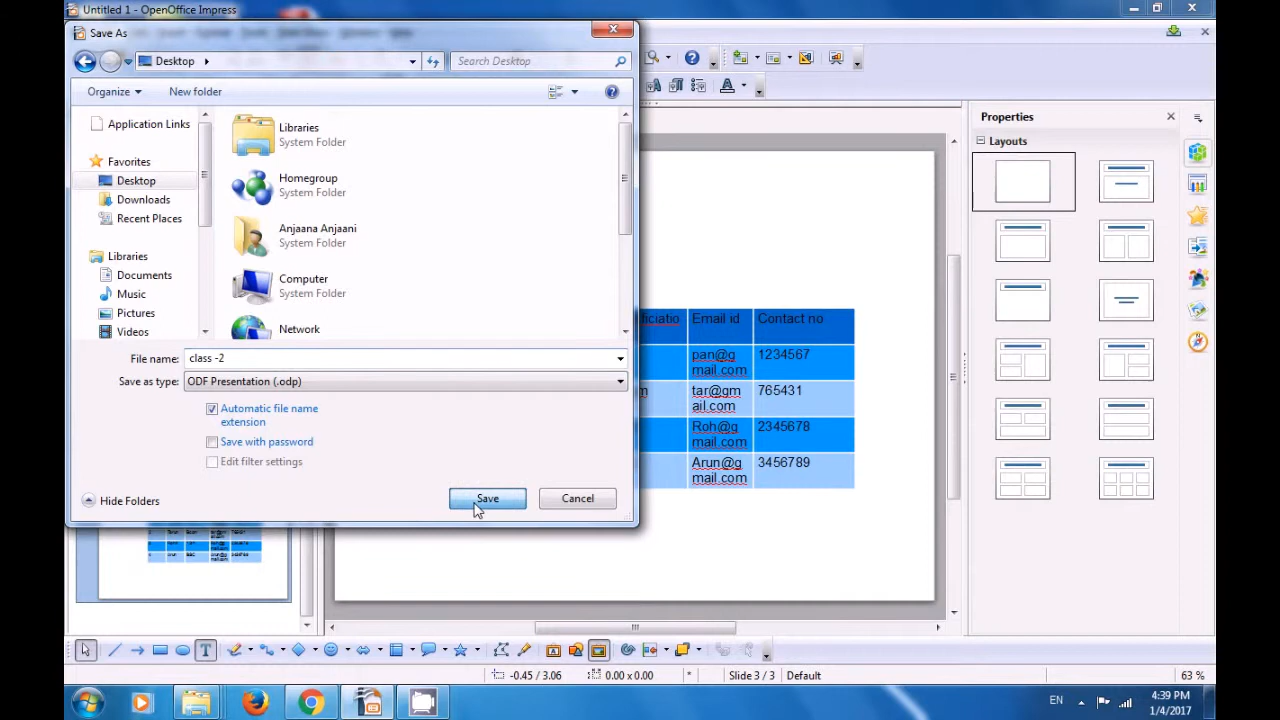 Untitled 1 - OpenOffice Impress
Save As
Desktop
Search Desktop
Organize
New folder
Application Links
Favorites
Desktop
Downloads
Recent Places
Libraries
Documents
Music
Pictures
Videos
Libraries
System Folder
Homegroup
System Folder
Anjaana Anjaani
System Folder
Computer
System Folder
Network
File name: class -2
Save as type: ODF Presentation (.odp)
Automatic file name
extension
Save with password
Edit filter settings
Hide Folders
Save
Cancel
Properties
Layouts
ficiatio
Email id
Contact no
pan@g
mail.com
1234567
tar@gm
ail.com
765431
Roh@g
mail.com
2345678
Arun@g
mail.com
3456789
-0.45 / 3.06
0.00 x 0.00
*
Slide 3 / 3
Default
63 %
EN
4:39 PM
1/4/2017